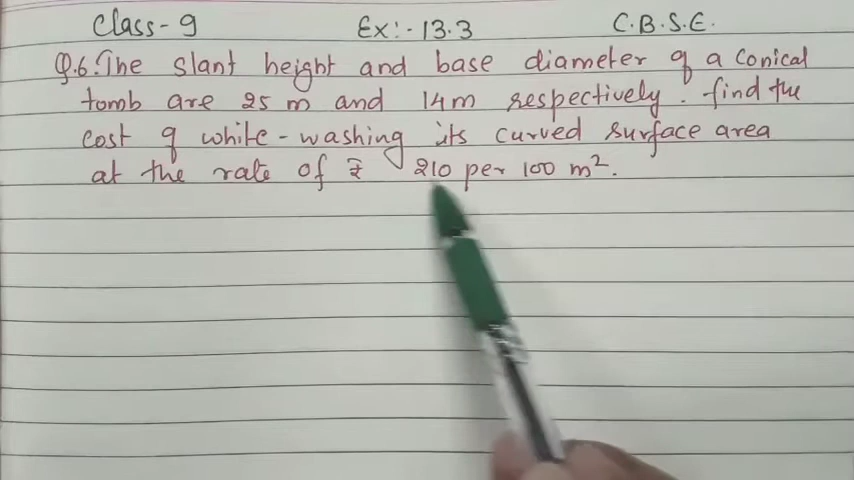 Class-9 Ex:-13.3 C.B.S.E.
Q.6. The slant height and base diameter of a conical
tomb are 25 m and 14m respectively. find the
cost of white-washing its curved surface area
at the rate of ₹ 210 per 100 m².